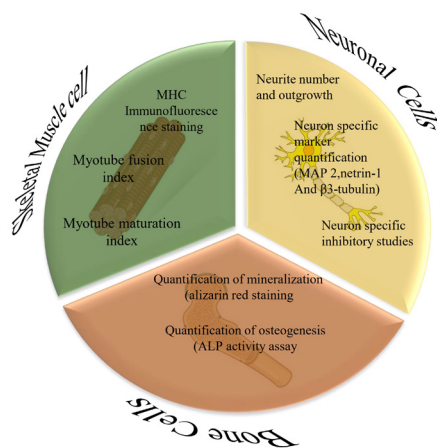 Skeletal Muscle cell
MHC
Immunofluoresce
nce staining
Myotube fusion
index
Myotube maturation
index
Neuronal Cells
Neurite number
and outgrowth
Neuron specific
marker
quantification
(MAP 2,netrin-1
And β3-tubulin)
Neuron specific
inhibitory studies
Quantification of mineralization
(alizarin red staining
Quantification of osteogenesis
(ALP activity assay
Bone Cells